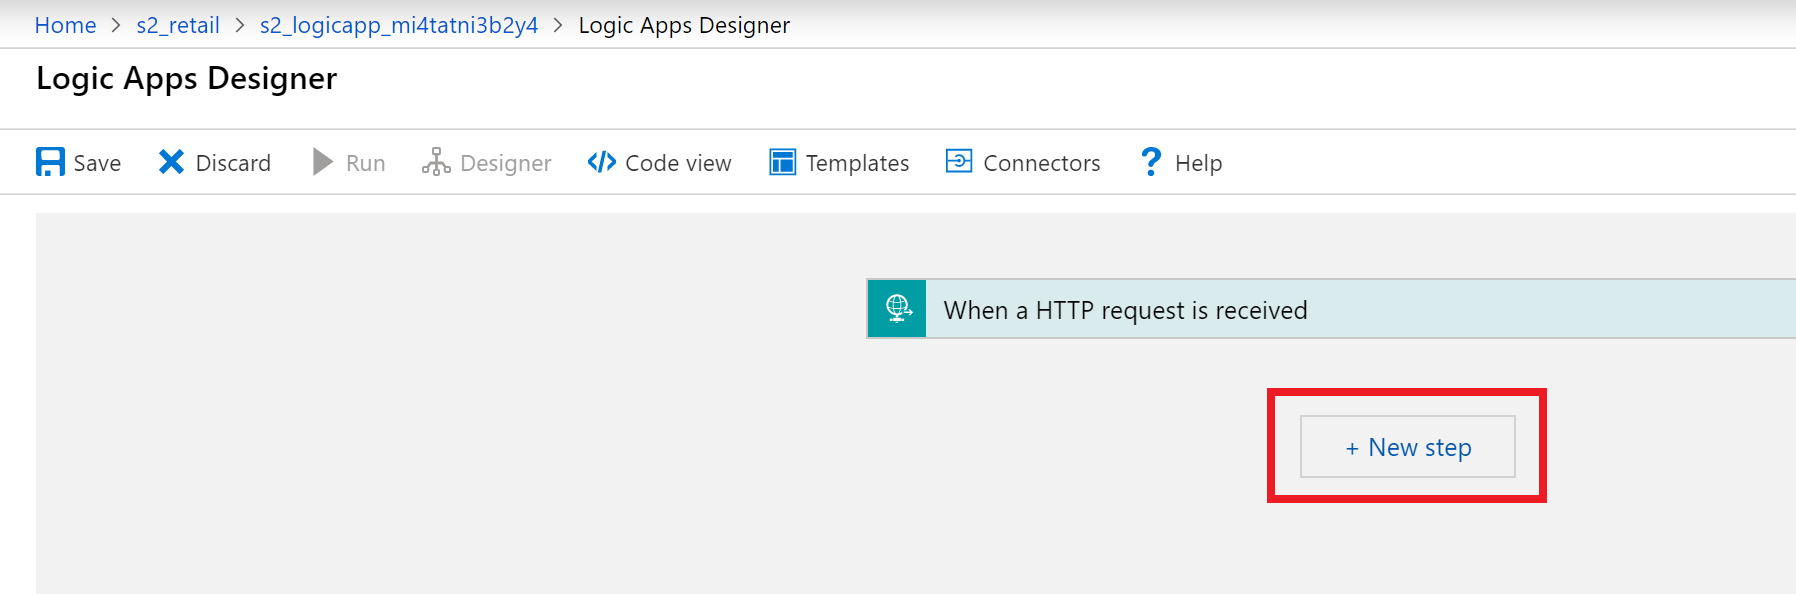 Home > s2_retail > s2_logicapp_mi4tatni3b2y4 > Logic Apps Designer
Logic Apps Designer
Save Discard Run Designer Code view Templates Connectors Help
When a HTTP request is received
+ New step